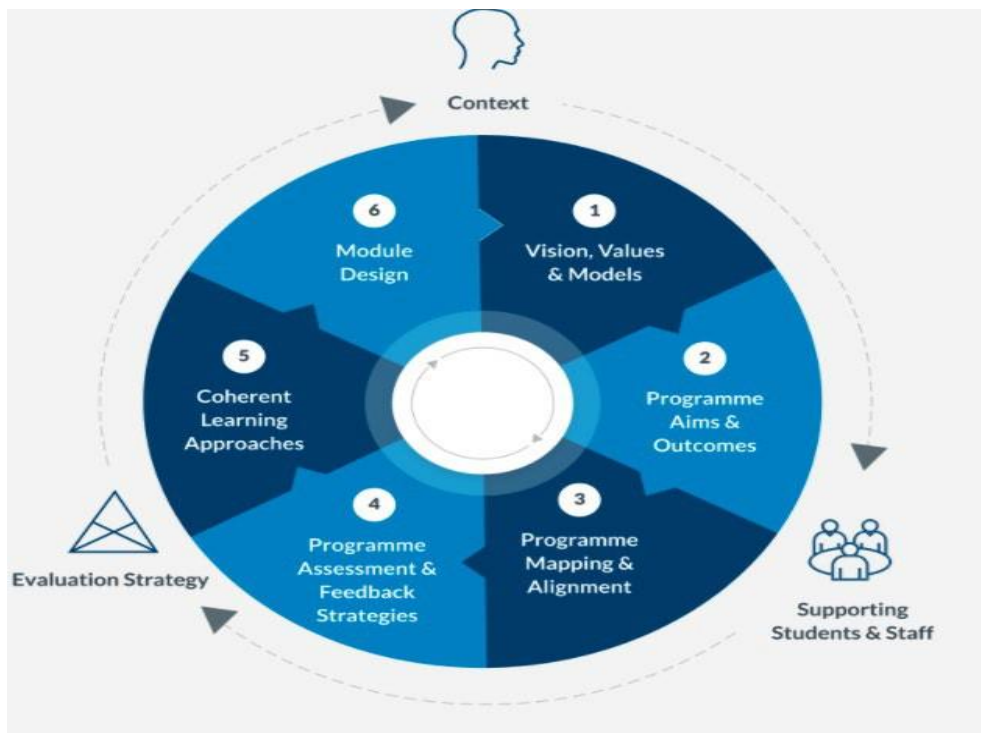 Context
1
Vision, Values
& Models
2
Programme
Aims &
Outcomes
3
Programme
Mapping &
Alignment
4
Programme
Assessment &
Feedback
Strategies
5
Coherent
Learning
Approaches
6
Module
Design
Supporting
Students & Staff
Evaluation Strategy